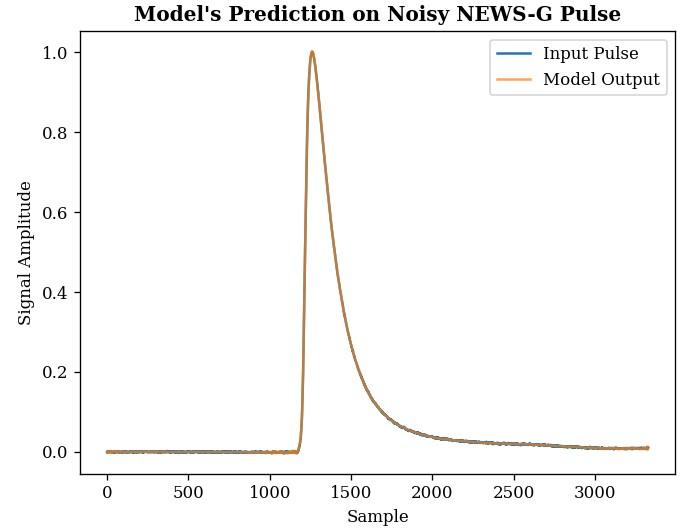 Model's Prediction on Noisy NEWS-G Pulse
Input Pulse
Model Output
1.0
0.8
0.6
0.4
0.2
0.0
Signal Amplitude
0 500 1000 1500 2000 2500 3000
Sample